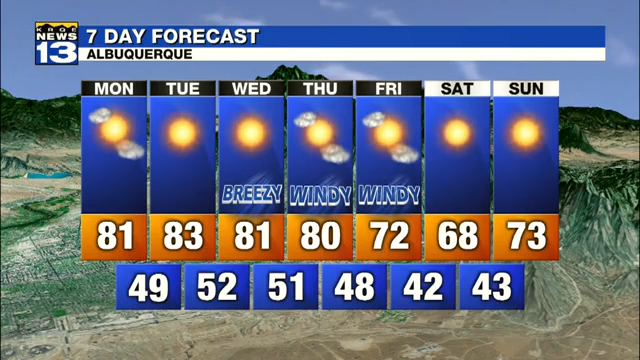 KRQE
NEWS
13
7 DAY FORECAST
ALBUQUERQUE
MON TUE WED THU FRI SAT SUN
BREEZY WINDY WINDY
81 83 81 80 72 68 73
49 52 51 48 42 43